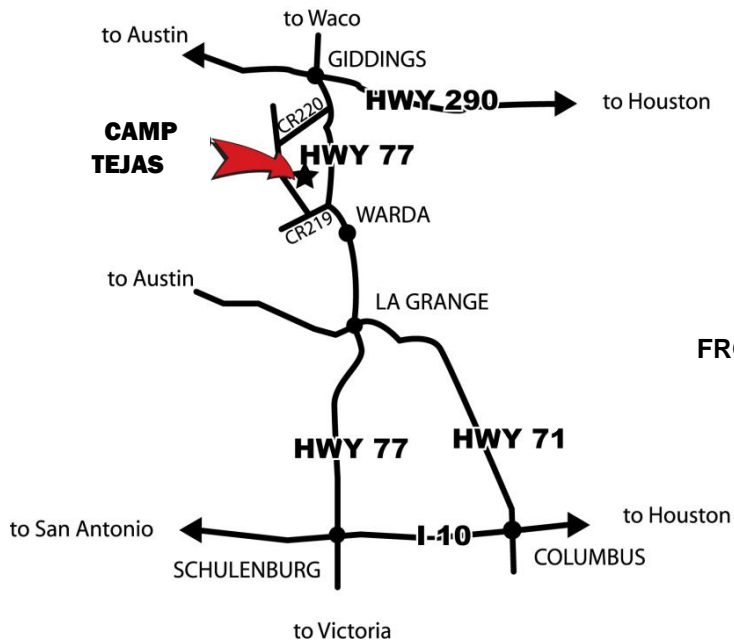 to Waco
to Austin
GIDDINGS
HWY 290
to Houston
CR220
CAMP
TEJAS
HWY 77
CR219
WARDA
to Austin
LA GRANGE
HWY 77
HWY 71
to San Antonio
I-10
to Houston
SCHULENBURG
COLUMBUS
to Victoria